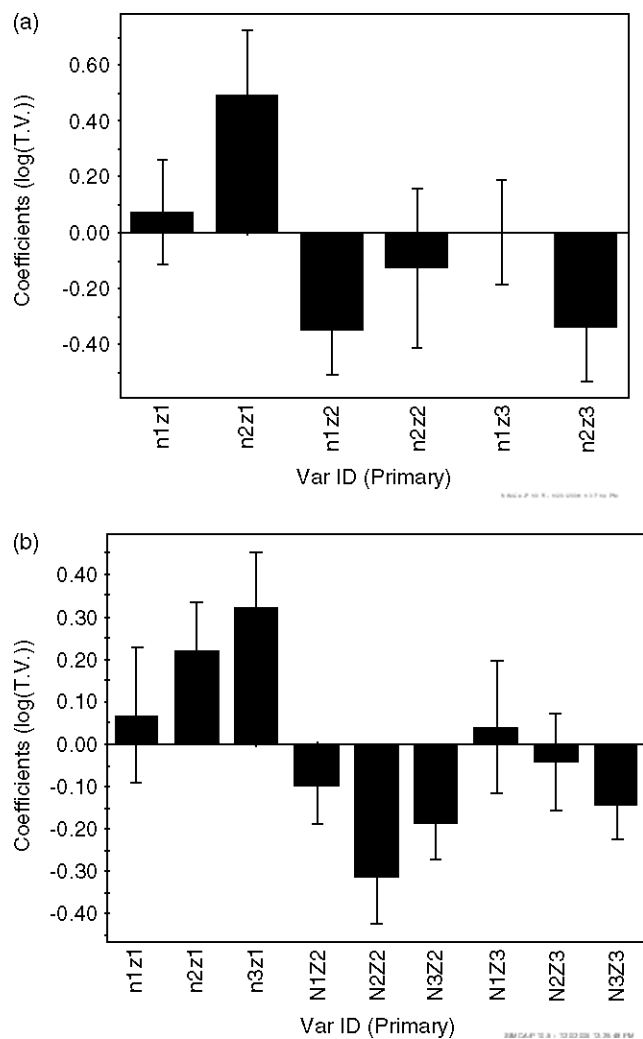 (a)
Coefficients (log(T.V.))
0.60
0.40
0.20
0.00
-0.20
-0.40
n1z1
n2z1
n1z2
n2z2
n1z3
n2z3
Var ID (Primary)
(b)
Coefficients (log(T.V.))
0.40
0.30
0.20
0.10
0.00
-0.10
-0.20
-0.30
-0.40
n1z1
n2z1
n3z1
N1Z2
N2Z2
N3Z2
N1Z3
N2Z3
N3Z3
Var ID (Primary)